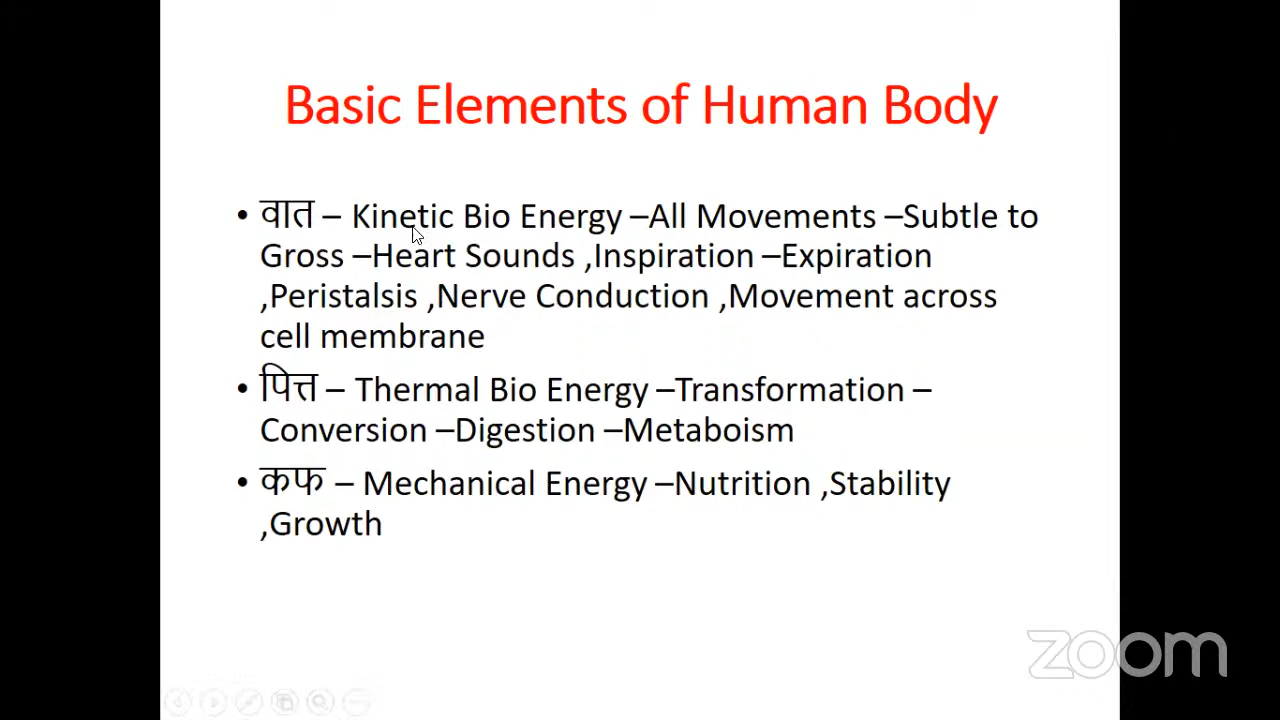 Basic Elements of Human Body
• वात – Kinetic Bio Energy –All Movements –Subtle to
Gross –Heart Sounds ,Inspiration –Expiration
,Peristalsis ,Nerve Conduction ,Movement across
cell membrane
• पित्त – Thermal Bio Energy –Transformation –
Conversion –Digestion –Metaboism
• कफ – Mechanical Energy –Nutrition ,Stability
,Growth
zoom